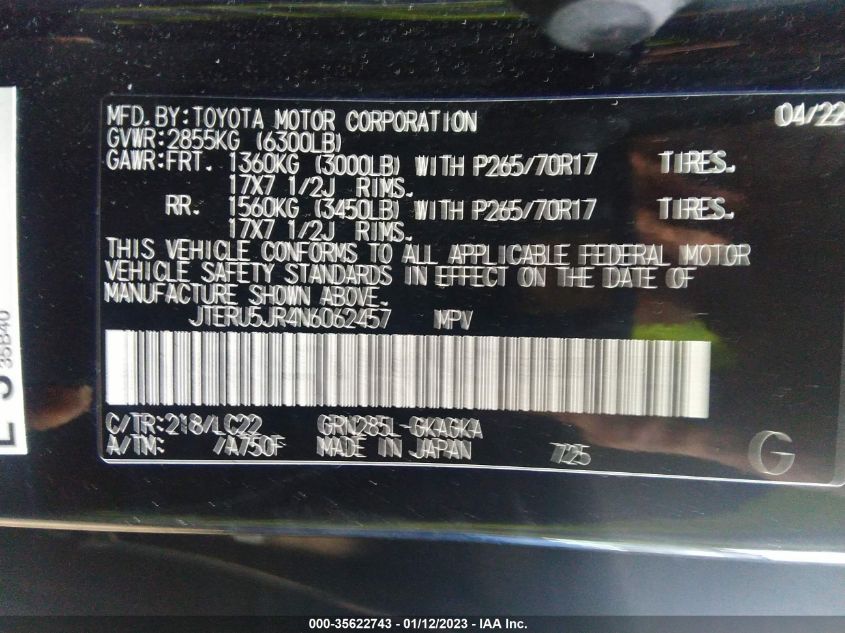 MFD. BY: TOYOTA MOTOR CORPORATION 04/22
GVWR: 2855KG (6300LB)
GAWR: FRT. 1360KG (3000LB) WITH P265/70R17 TIRES.
17X7 1/2J RIMS.
RR. 1560KG (3450LB) WITH P265/70R17 TIRES.
17X7 1/2J RIMS.
THIS VEHICLE CONFORMS TO ALL APPLICABLE FEDERAL MOTOR
VEHICLE SAFETY STANDARDS IN EFFECT ON THE DATE OF
MANUFACTURE SHOWN ABOVE.
JTERU5JR4N6062457 MPV
C/TR: 218/LC22 GRN285L-GKAGKA
A/TM: /A750F MADE IN JAPAN 725 G
35B40
000-35622743 - 01/12/2023 - IAA Inc.